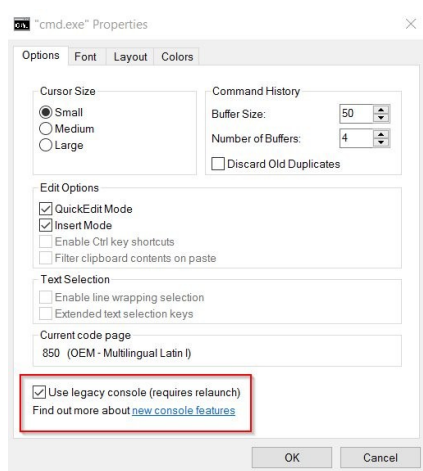 "cmd.exe" Properties
Options Font Layout Colors
Cursor Size
Small
Medium
Large
Command History
Buffer Size: 50
Number of Buffers: 4
Discard Old Duplicates
Edit Options
QuickEdit Mode
Insert Mode
Enable Ctrl key shortcuts
Filter clipboard contents on paste
Text Selection
Enable line wrapping selection
Extended text selection keys
Current code page
850 (OEM - Multilingual Latin I)
Use legacy console (requires relaunch)
Find out more about new console features
OK Cancel